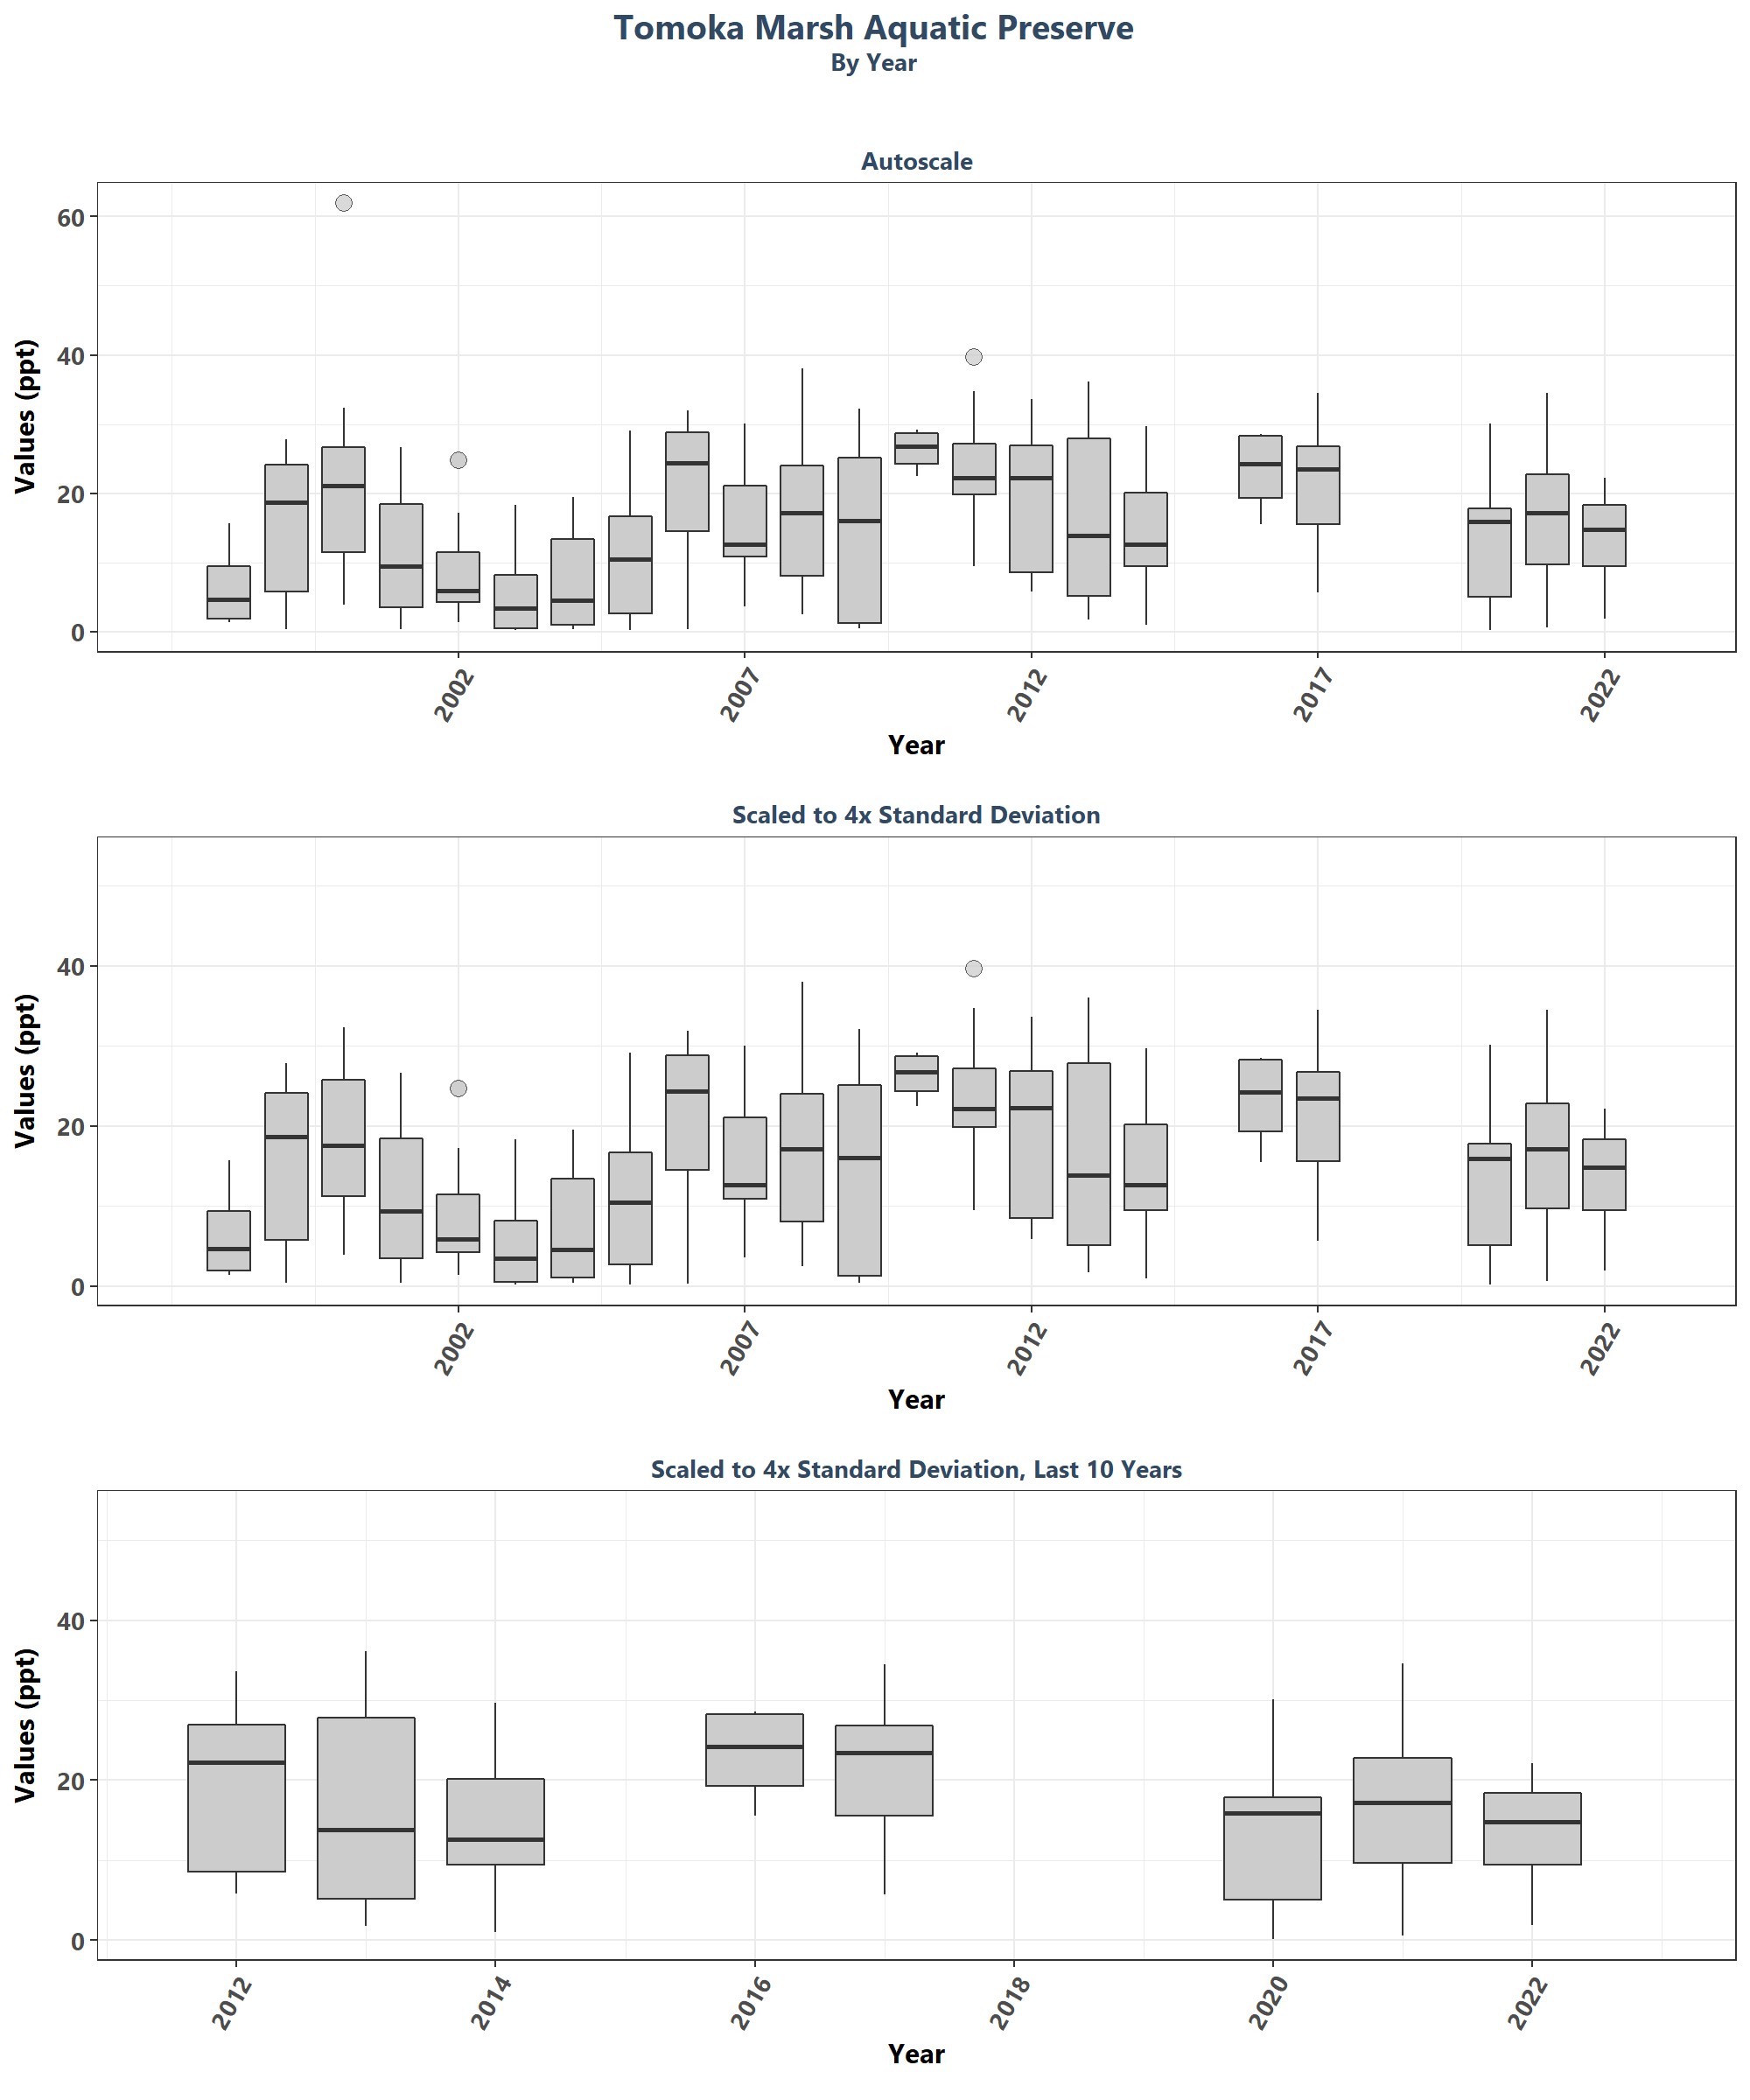 Tomoka Marsh Aquatic Preserve
By Year
Autoscale
Values (ppt)
60
40
20
0
2002 2007 2012 2017 2022
Year
Scaled to 4x Standard Deviation
Values (ppt)
40
20
0
2002 2007 2012 2017 2022
Year
Scaled to 4x Standard Deviation, Last 10 Years
Values (ppt)
40
20
0
2012 2014 2016 2018 2020 2022
Year